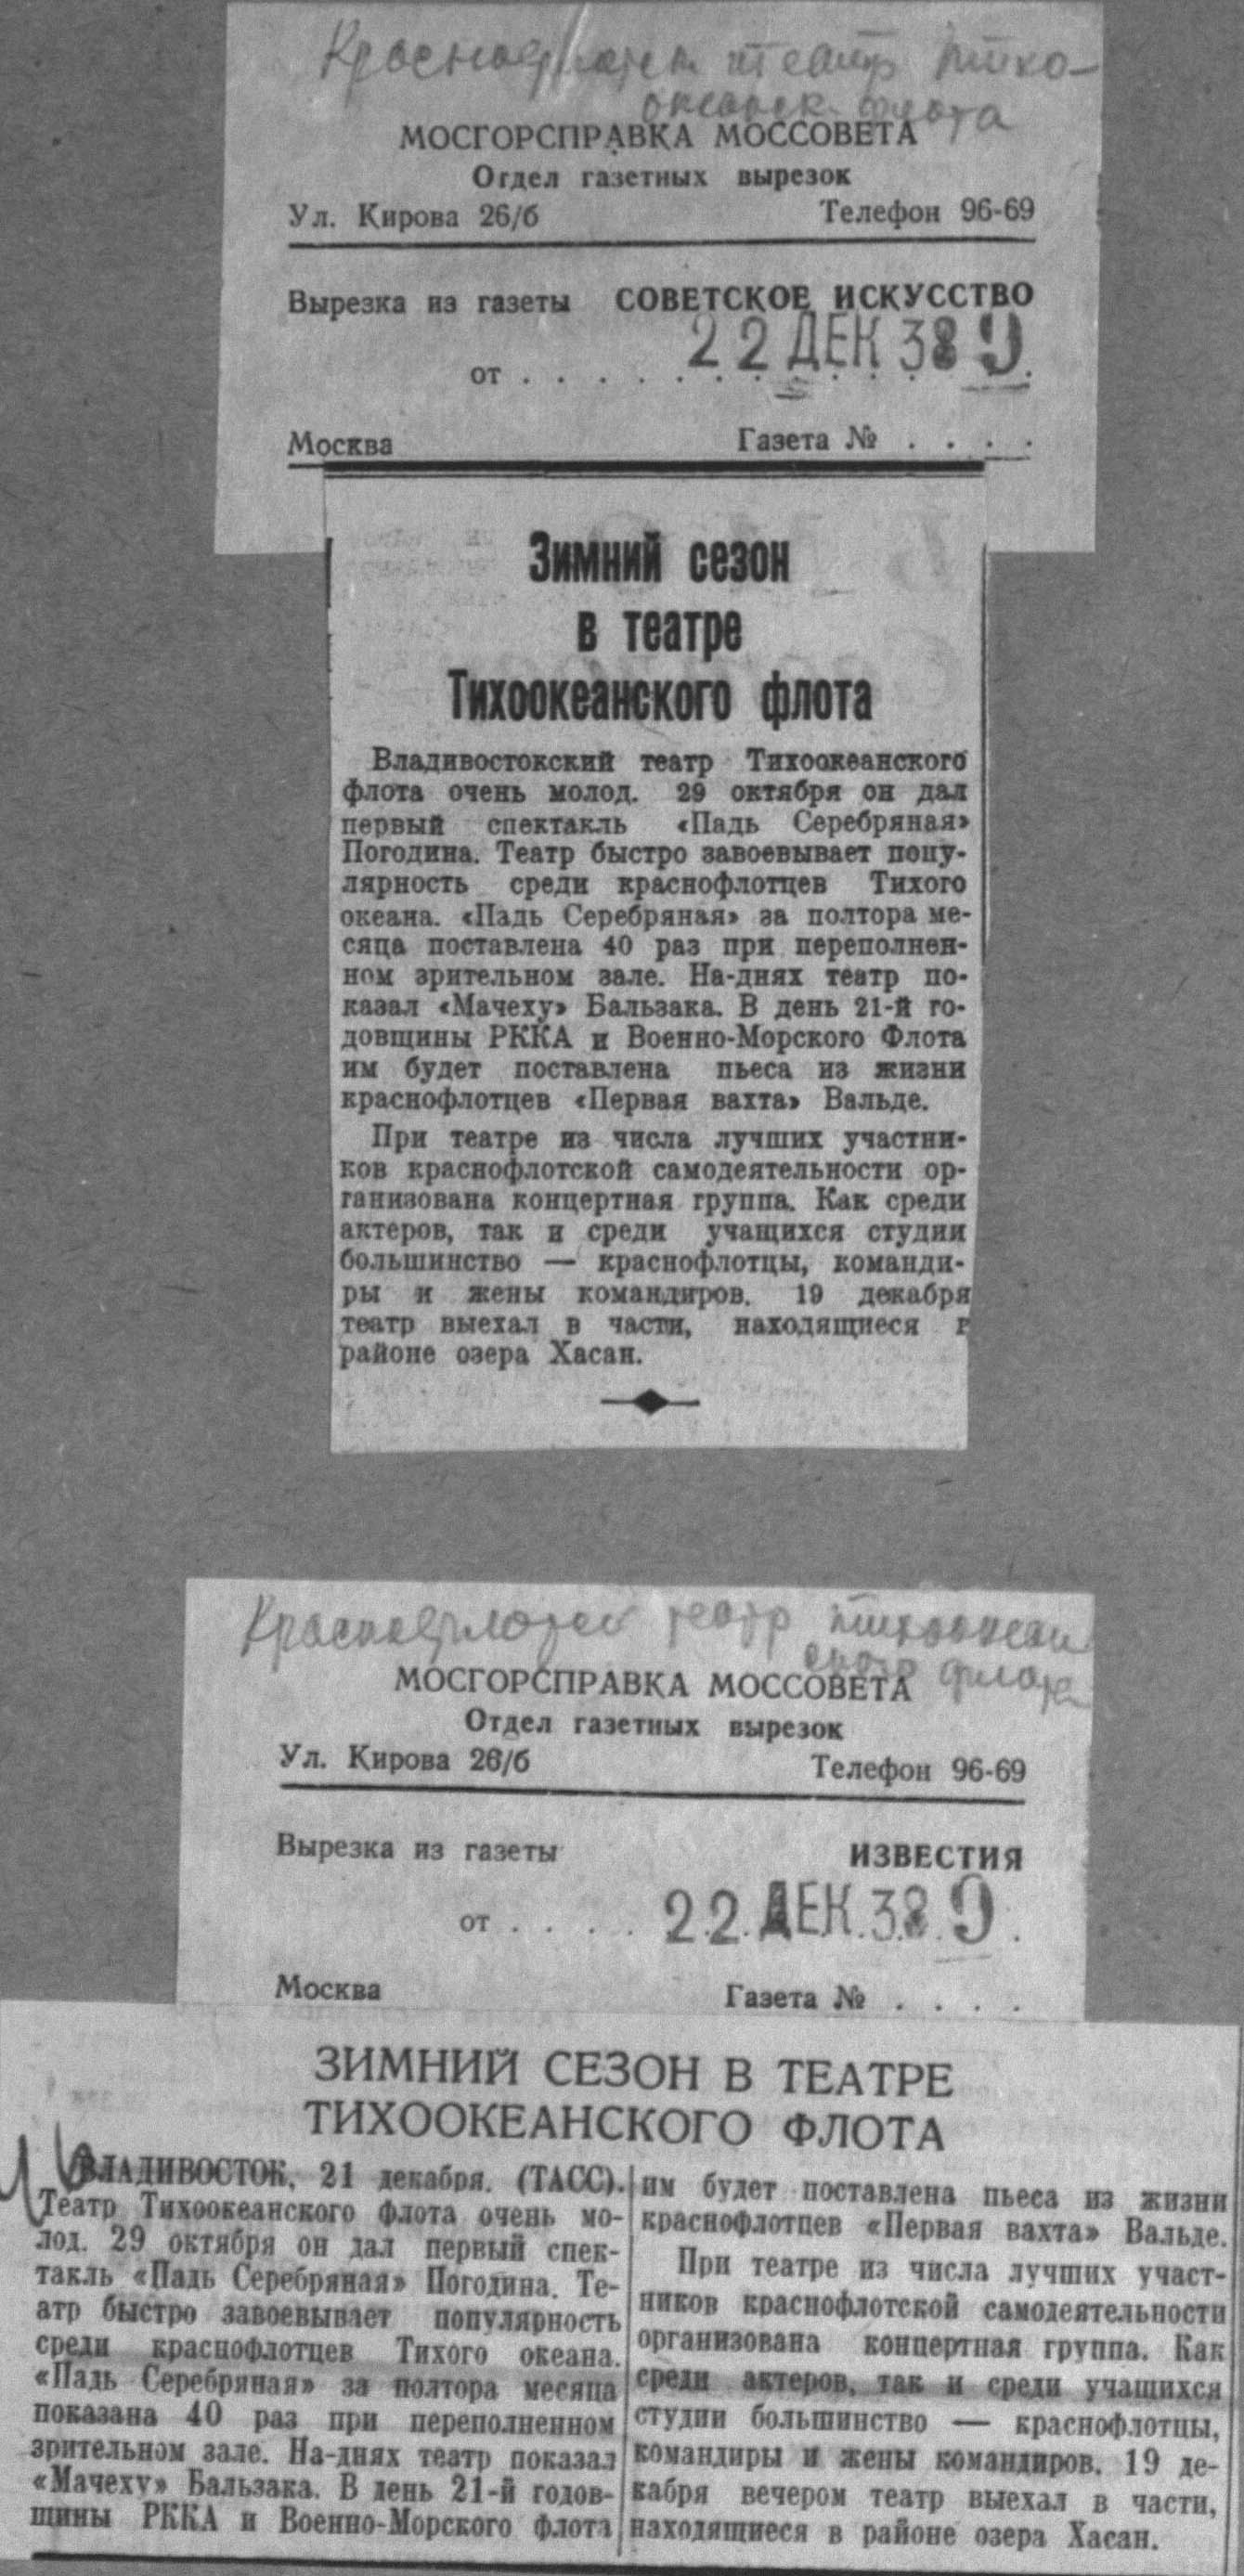 Краснофлотск театр тихо-
океанск. флота
МОСГОРСПРАВКА МОССОВЕТА
Отдел газетных вырезок
Ул. Кирова 26/б Телефон 96-69
Вырезка из газеты СОВЕТСКОЕ ИСКУССТВО
от . . . . 22 ДЕК 38 9
Москва Газета № . . . .
Зимний сезон
в театре
Тихоокеанского флота
Владивостокский театр Тихоокеанского
флота очень молод. 29 октября он дал
первый спектакль «Падь Серебряная»
Погодина. Театр быстро завоевывает попу-
лярность среди краснофлотцев Тихого
океана. «Падь Серебряная» за полтора ме-
сяца поставлена 40 раз при переполнен-
ном зрительном зале. На-днях театр по-
казал «Мачеху» Бальзака. В день 21-й го-
довщины РККА и Военно-Морского Флота
им будет поставлена пьеса из жизни
краснофлотцев «Первая вахта» Вальде.
При театре из числа лучших участни-
ков краснофлотской самодеятельности ор-
ганизована концертная группа. Как среди
актеров, так и среди учащихся студии
большинство — краснофлотцы, команди-
ры и жены командиров. 19 декабря
театр выехал в части, находящиеся в
районе озера Хасан.
Краснофлотск театр тихоокеан
ского флота
МОСГОРСПРАВКА МОССОВЕТА
Отдел газетных вырезок
Ул. Кирова 26/б Телефон 96-69
Вырезка из газеты ИЗВЕСТИЯ
от . . . . 22 ДЕК 38 9
Москва Газета № . . . .
ЗИМНИЙ СЕЗОН В ТЕАТРЕ
ТИХООКЕАНСКОГО ФЛОТА
ВЛАДИВОСТОК, 21 декабря. (ТАСС).
Театр Тихоокеанского флота очень мо-
лод. 29 октября он дал первый спек-
такль «Падь Серебряная» Погодина. Те-
атр быстро завоевывает популярность
среди краснофлотцев Тихого океана.
«Падь Серебряная» за полтора месяца
показана 40 раз при переполненном
зрительном зале. На-днях театр показал
«Мачеху» Бальзака. В день 21-й годов-
щины РККА и Военно-Морского флота
им будет поставлена пьеса из жизни
краснофлотцев «Первая вахта» Вальде.
При театре из числа лучших участ-
ников краснофлотской самодеятельности
организована концертная группа. Как
среди актеров, так и среди учащихся
студии большинство — краснофлотцы,
командиры и жены командиров. 19 де-
кабря вечером театр выехал в части,
находящиеся в районе озера Хасан.